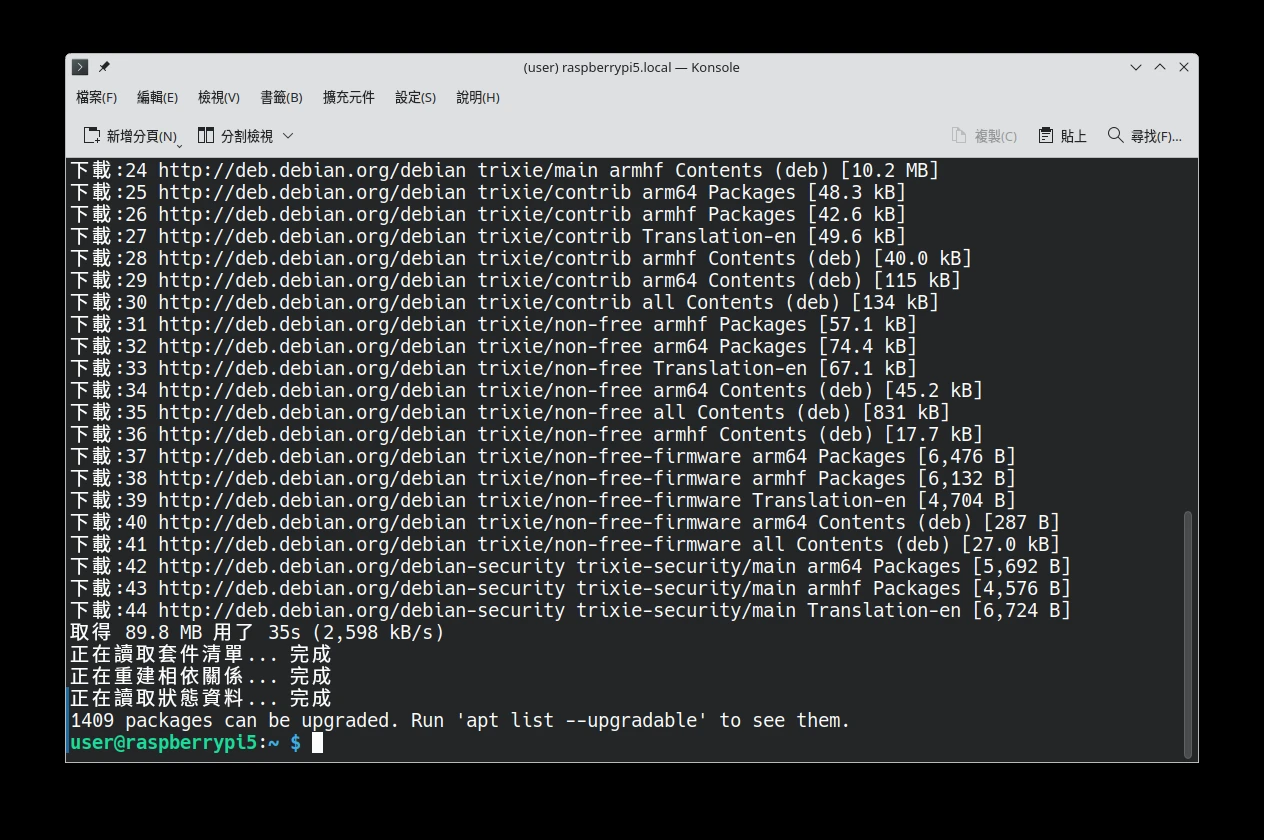 (user) raspberrypi5.local — Konsole
檔案(F) 編輯(E) 檢視(V) 書籤(B) 擴充元件 設定(S) 說明(H)
新增分頁(N) 分割檢視 複製(C) 貼上 尋找(F)...
下載:24 http://deb.debian.org/debian trixie/main armhf Contents (deb) [10.2 MB]
下載:25 http://deb.debian.org/debian trixie/contrib arm64 Packages [48.3 kB]
下載:26 http://deb.debian.org/debian trixie/contrib armhf Packages [42.6 kB]
下載:27 http://deb.debian.org/debian trixie/contrib Translation-en [49.6 kB]
下載:28 http://deb.debian.org/debian trixie/contrib armhf Contents (deb) [40.0 kB]
下載:29 http://deb.debian.org/debian trixie/contrib arm64 Contents (deb) [115 kB]
下載:30 http://deb.debian.org/debian trixie/contrib all Contents (deb) [134 kB]
下載:31 http://deb.debian.org/debian trixie/non-free armhf Packages [57.1 kB]
下載:32 http://deb.debian.org/debian trixie/non-free arm64 Packages [74.4 kB]
下載:33 http://deb.debian.org/debian trixie/non-free Translation-en [67.1 kB]
下載:34 http://deb.debian.org/debian trixie/non-free arm64 Contents (deb) [45.2 kB]
下載:35 http://deb.debian.org/debian trixie/non-free all Contents (deb) [831 kB]
下載:36 http://deb.debian.org/debian trixie/non-free armhf Contents (deb) [17.7 kB]
下載:37 http://deb.debian.org/debian trixie/non-free-firmware arm64 Packages [6,476 B]
下載:38 http://deb.debian.org/debian trixie/non-free-firmware armhf Packages [6,132 B]
下載:39 http://deb.debian.org/debian trixie/non-free-firmware Translation-en [4,704 B]
下載:40 http://deb.debian.org/debian trixie/non-free-firmware arm64 Contents (deb) [287 B]
下載:41 http://deb.debian.org/debian trixie/non-free-firmware all Contents (deb) [27.0 kB]
下載:42 http://deb.debian.org/debian-security trixie-security/main arm64 Packages [5,692 B]
下載:43 http://deb.debian.org/debian-security trixie-security/main armhf Packages [4,576 B]
下載:44 http://deb.debian.org/debian-security trixie-security/main Translation-en [6,724 B]
取得 89.8 MB 用了 35s (2,598 kB/s)
正在讀取套件清單... 完成
正在重建相依關係... 完成
正在讀取狀態資料... 完成
1409 packages can be upgraded. Run 'apt list --upgradable' to see them.
user@raspberrypi5:~ $